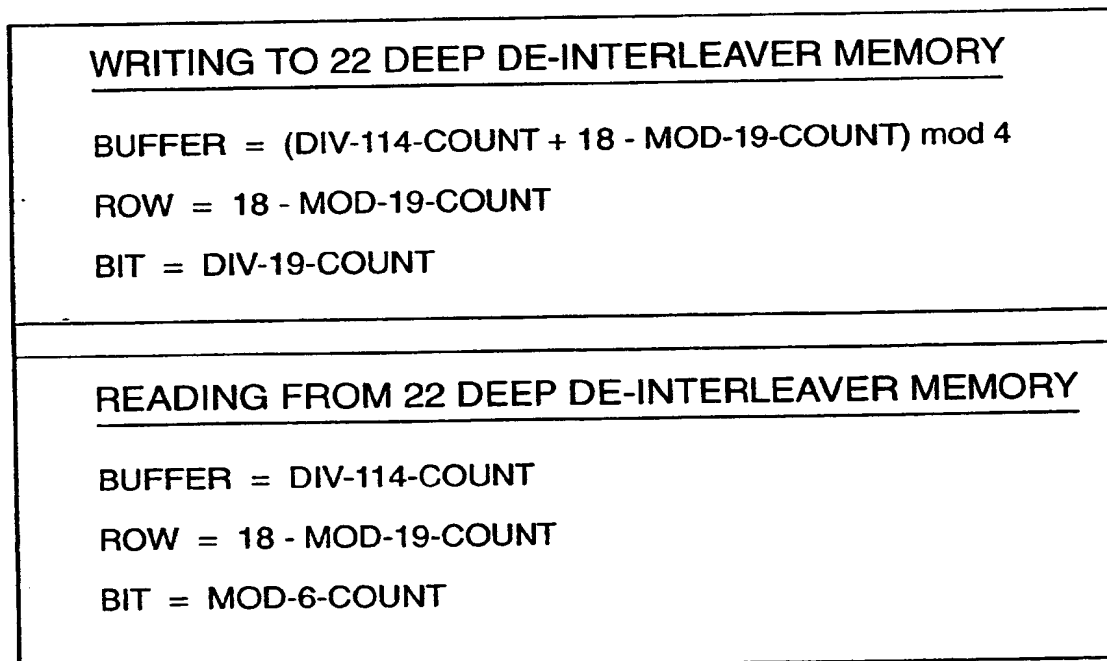 WRITING TO 22 DEEP DE-INTERLEAVER MEMORY
BUFFER = (DIV-114-COUNT + 18 - MOD-19-COUNT) mod 4
ROW = 18 - MOD-19-COUNT
BIT = DIV-19-COUNT
READING FROM 22 DEEP DE-INTERLEAVER MEMORY
BUFFER = DIV-114-COUNT
ROW = 18 - MOD-19-COUNT
BIT = MOD-6-COUNT